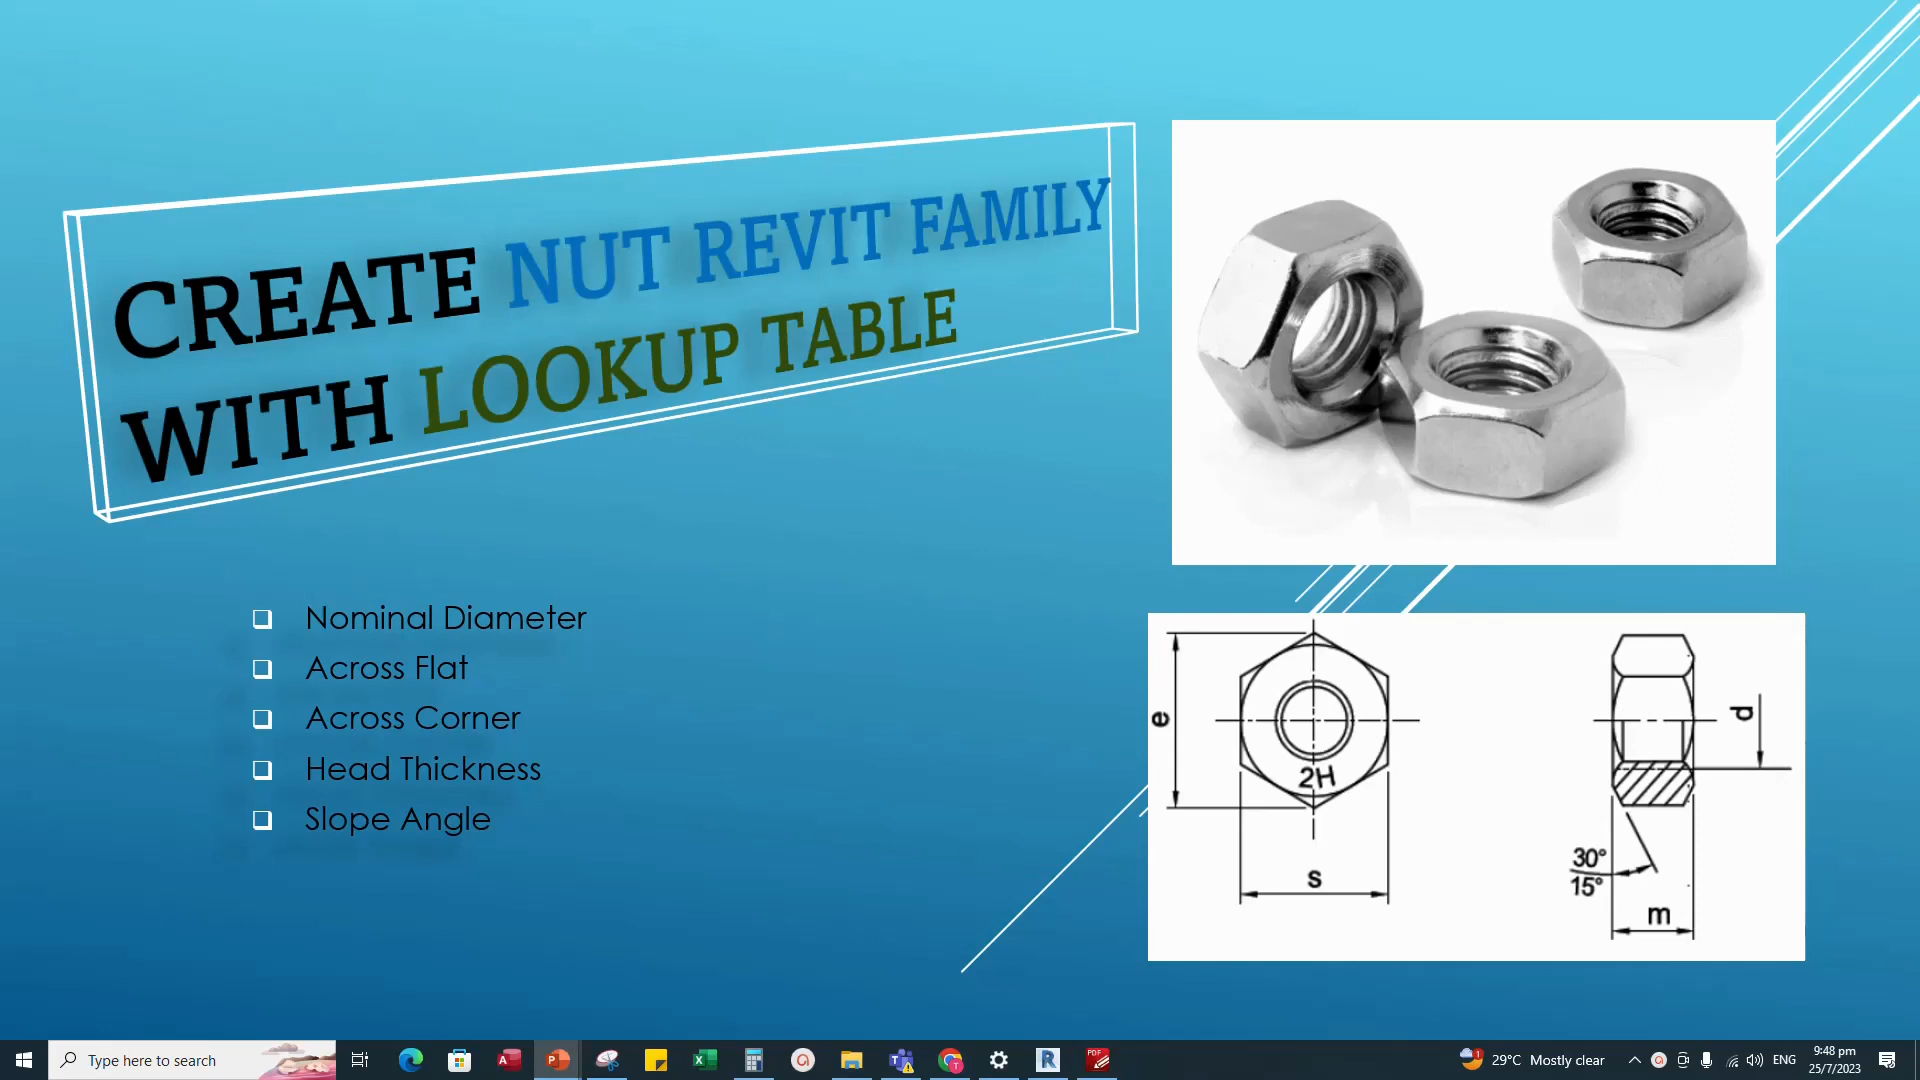 CREATE NUT REVIT FAMILY
WITH LOOKUP TABLE
Nominal Diameter
Across Flat
Across Corner
Head Thickness
Slope Angle
e
2H
s
d
30°
15°
m
Type here to search
29°C Mostly clear
ENG
9:48 pm
25/7/2023